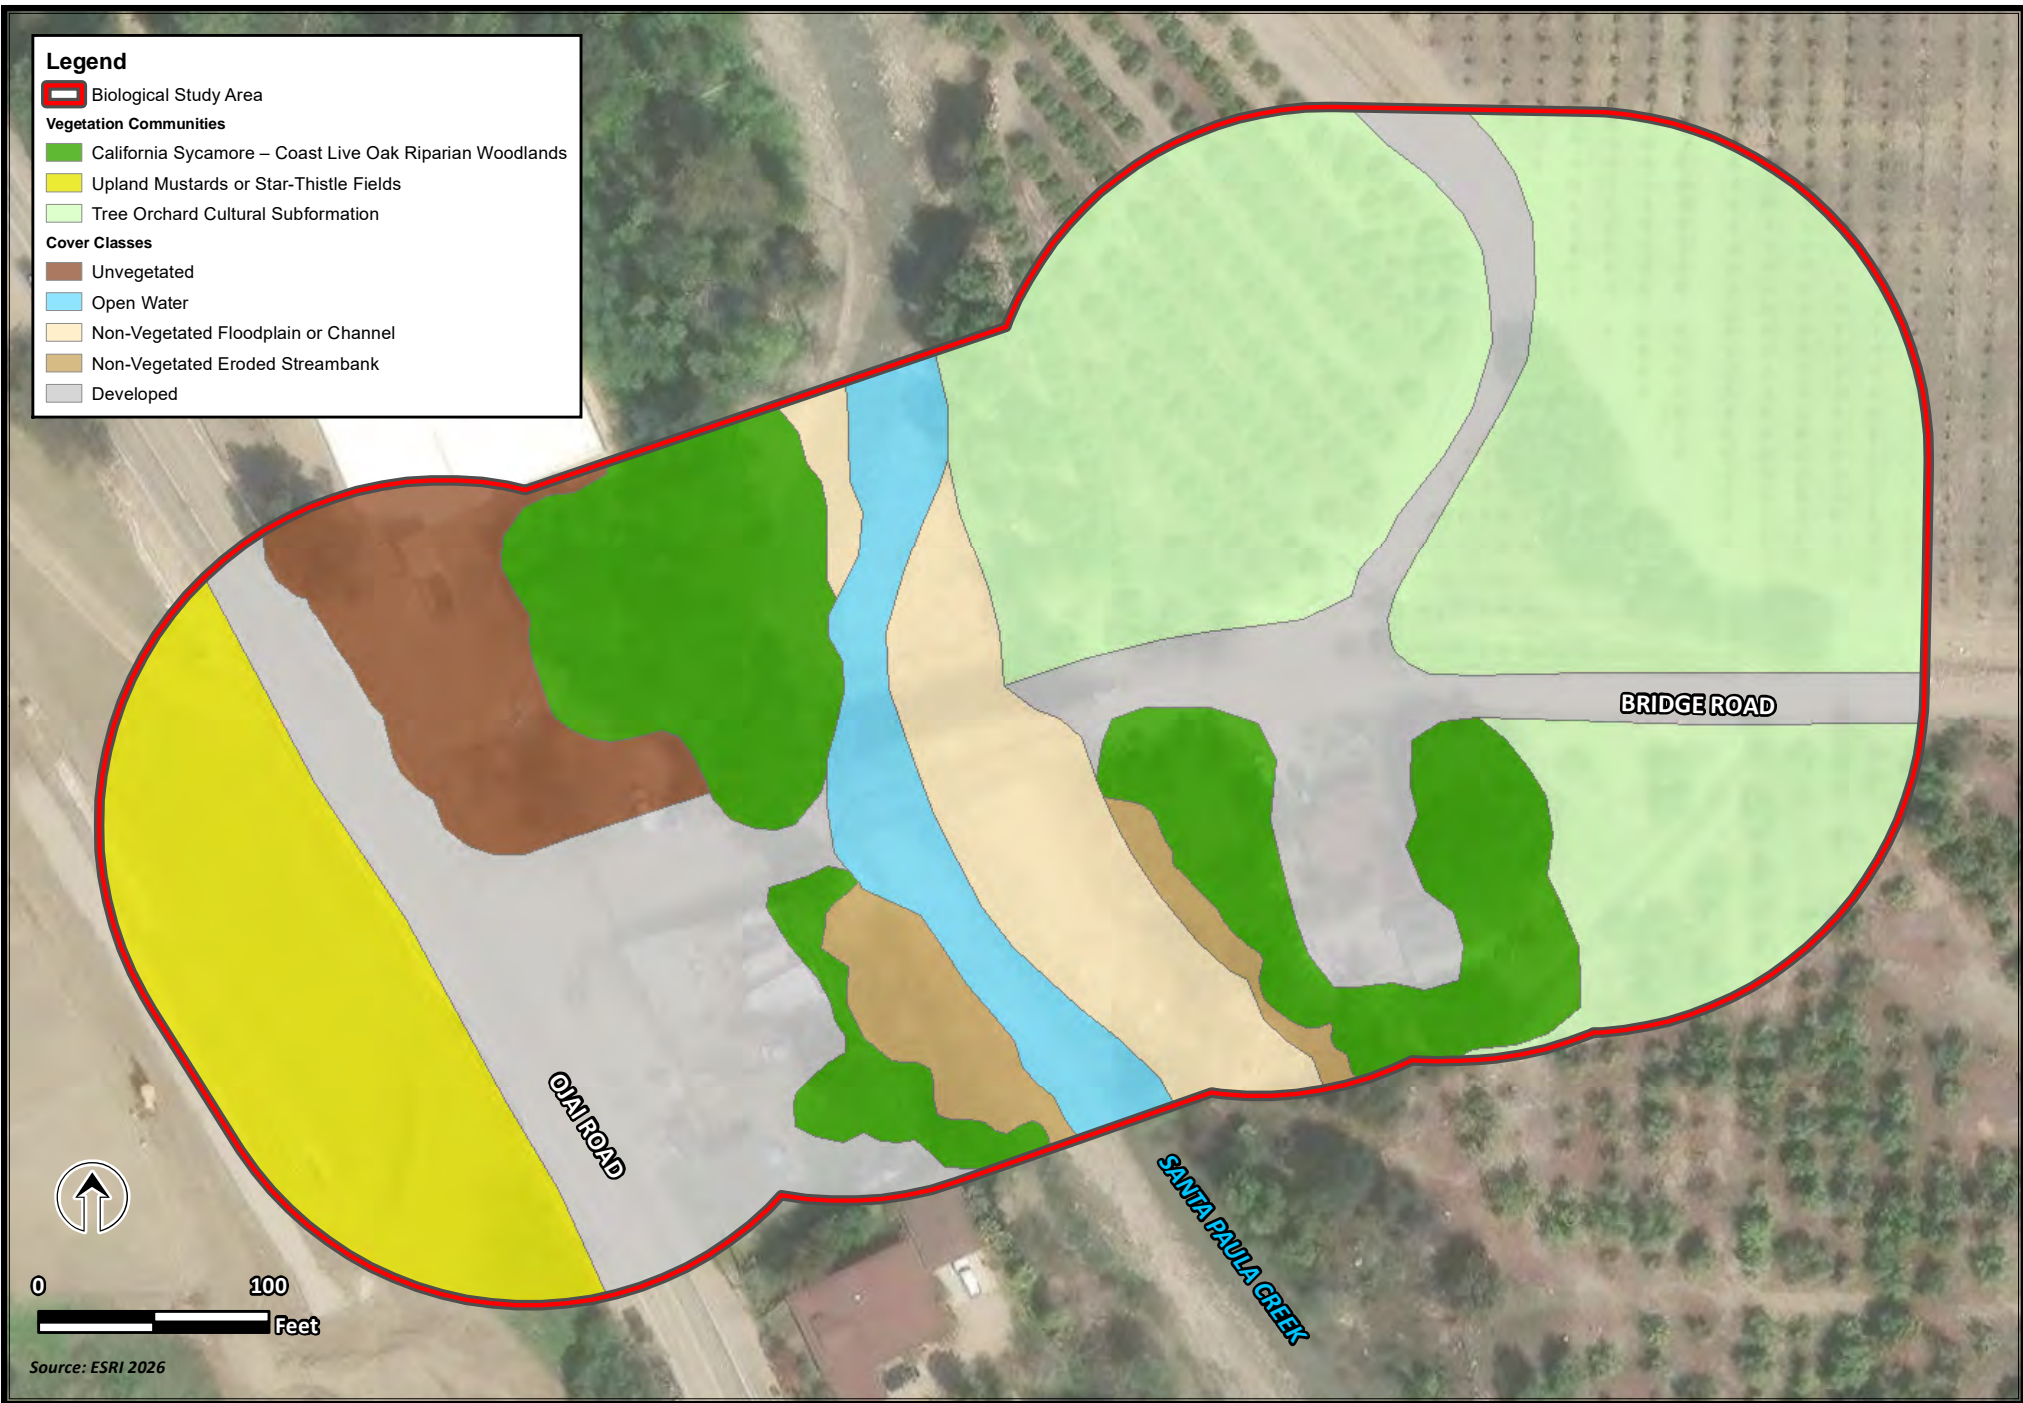 Legend
Biological Study Area
Vegetation Communities
California Sycamore – Coast Live Oak Riparian Woodlands
Upland Mustards or Star-Thistle Fields
Tree Orchard Cultural Subformation
Cover Classes
Unvegetated
Open Water
Non-Vegetated Floodplain or Channel
Non-Vegetated Eroded Streambank
Developed
BRIDGE ROAD
OJAI ROAD
SANTA PAULA CREEK
0 100
Feet
Source: ESRI 2026